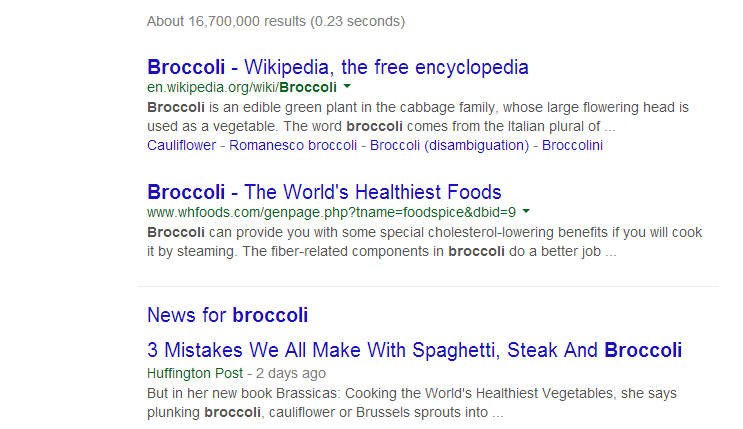 About 16,700,000 results (0.23 seconds)
Broccoli - Wikipedia, the free encyclopedia
en.wikipedia.org/wiki/Broccoli
Broccoli is an edible green plant in the cabbage family, whose large flowering head is
used as a vegetable. The word broccoli comes from the Italian plural of ...
Cauliflower - Romanesco broccoli - Broccoli (disambiguation) - Broccolini
Broccoli - The World's Healthiest Foods
www.whfoods.com/genpage.php?tname=foodspice&dbid=9
Broccoli can provide you with some special cholesterol-lowering benefits if you will cook
it by steaming. The fiber-related components in broccoli do a better job ...
News for broccoli
3 Mistakes We All Make With Spaghetti, Steak And Broccoli
Huffington Post - 2 days ago
But in her new book Brassicas: Cooking the World's Healthiest Vegetables, she says
plunking broccoli, cauliflower or Brussels sprouts into ...